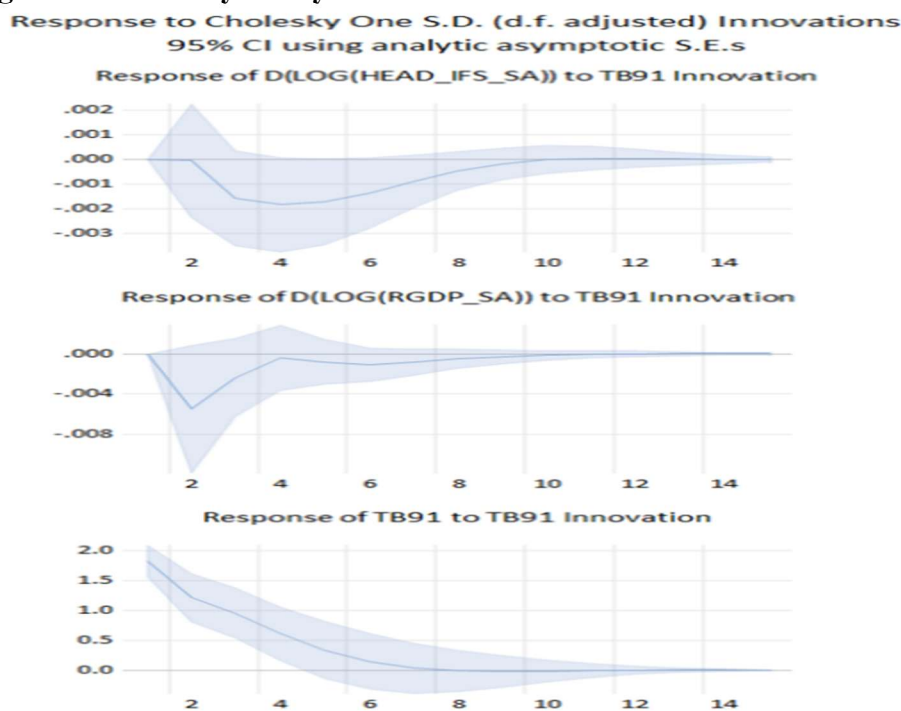 Response to Cholesky One S.D. (d.f. adjusted) Innovations
95% CI using analytic asymptotic S.E.s
Response of D(LOG(HEAD_IFS_SA)) to TB91 Innovation
.002
.001
.000
-.001
-.002
-.003
2 4 6 8 10 12 14
Response of D(LOG(RGDP_SA)) to TB91 Innovation
.000
-.004
-.008
2 4 6 8 10 12 14
Response of TB91 to TB91 Innovation
2.0
1.5
1.0
0.5
0.0
2 4 6 8 10 12 14